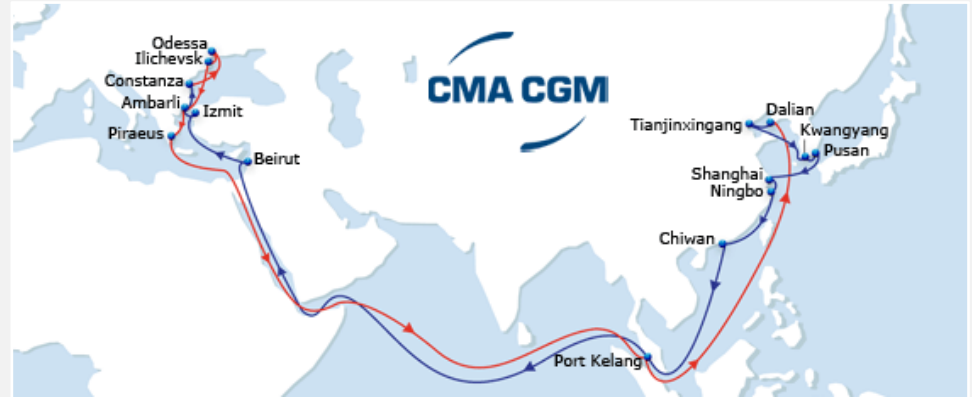 Odessa
Ilichevsk
Constanza
Ambarli
Izmit
Piraeus
Beirut
CMA CGM
Dalian
Tianjinxingang
Kwangyang
Pusan
Shanghai
Ningbo
Chiwan
Port Kelang